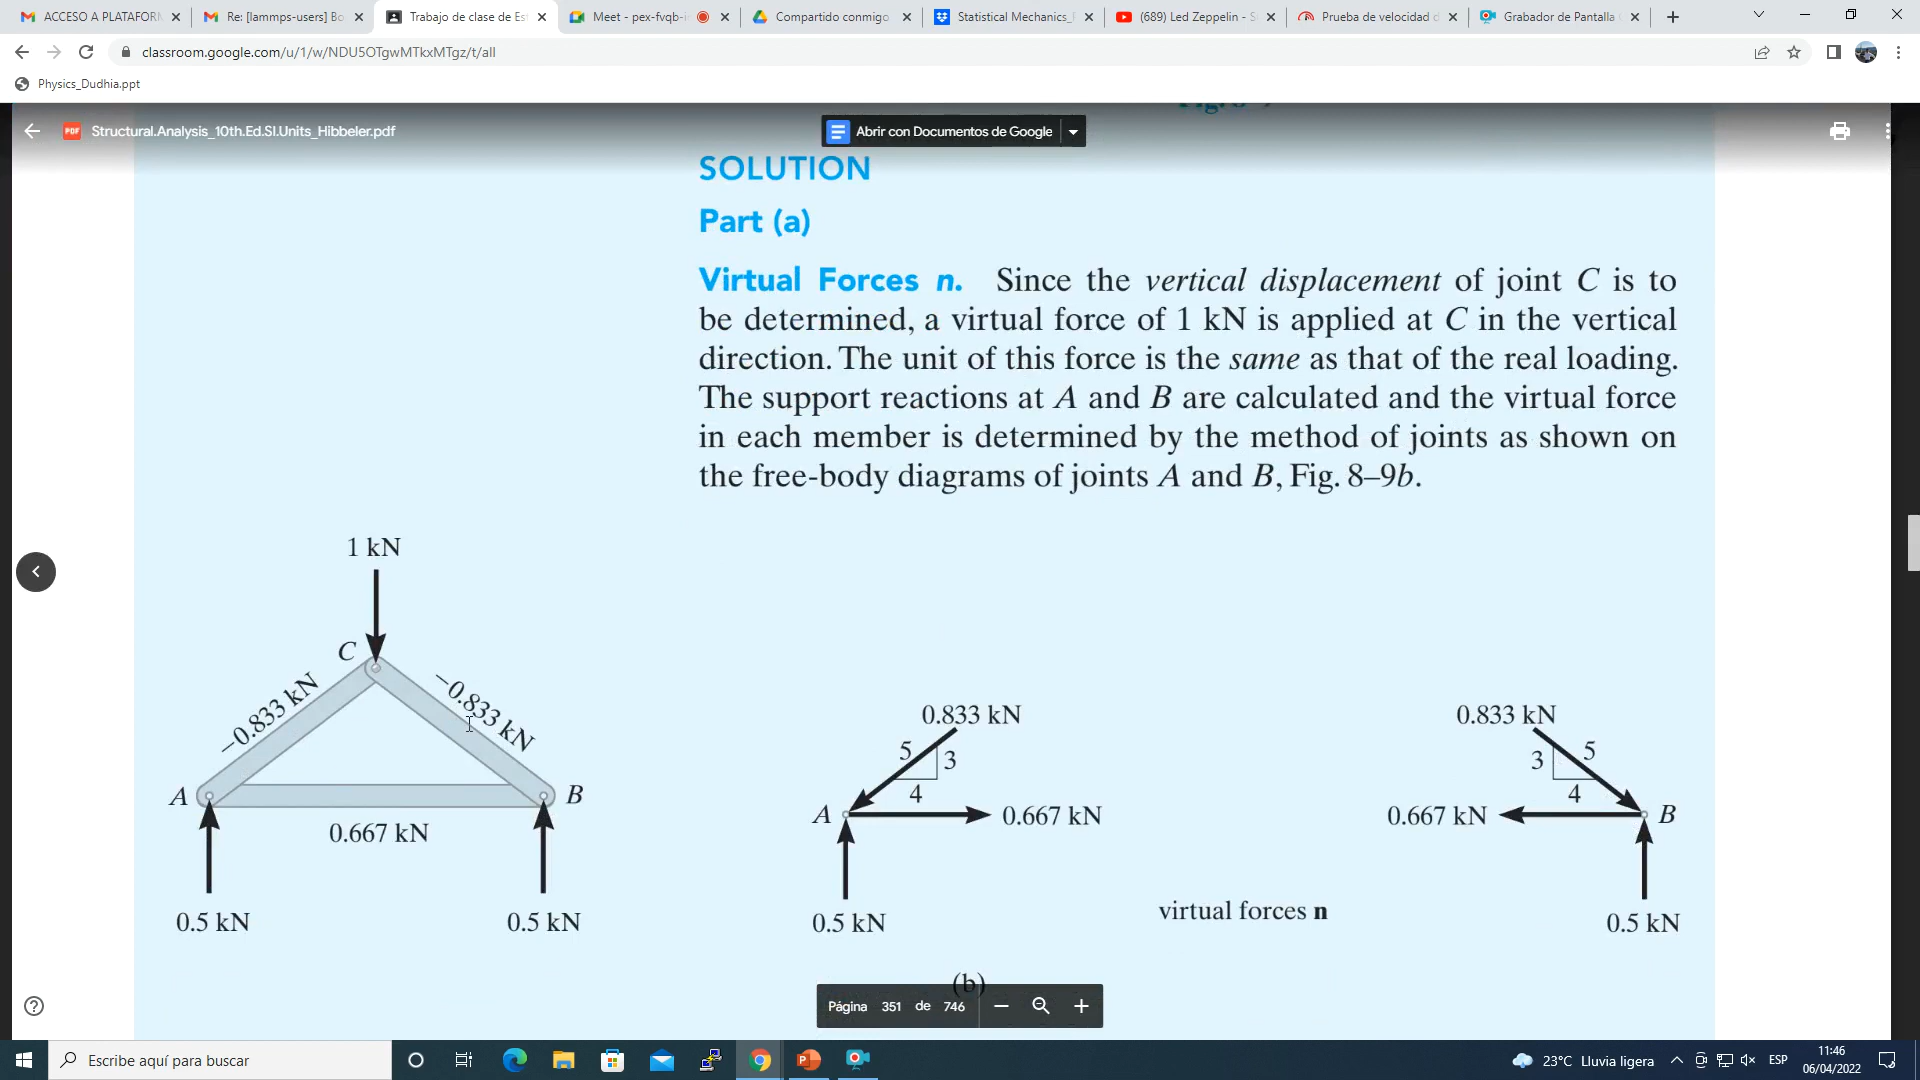 ACCESO A PLATAFOR
Re: [lammps-users] Bo
Trabajo de clase de Es
Meet - pex-fvqb-i
Compartido conmigo
Statistical Mechanics_
(689) Led Zeppelin - S
Prueba de velocidad d
Grabador de Pantalla
classroom.google.com/u/1/w/NDU5OTgwMTkxMTgz/t/all
Physics_Dudhia.ppt
PDF
Structural.Analysis_10th.Ed.SI.Units_Hibbeler.pdf
Abrir con Documentos de Google
SOLUTION
Part (a)
Virtual Forces n. Since the vertical displacement of joint C is to
be determined, a virtual force of 1 kN is applied at C in the vertical
direction. The unit of this force is the same as that of the real loading.
The support reactions at A and B are calculated and the virtual force
in each member is determined by the method of joints as shown on
the free-body diagrams of joints A and B, Fig. 8–9b.
1 kN
C
−0.833 kN
−0.833 kN
A
B
0.667 kN
0.5 kN
0.5 kN
0.833 kN
5
3
4
A
0.667 kN
0.5 kN
virtual forces n
0.833 kN
3
5
4
0.667 kN
B
0.5 kN
(b)
Página 351 de 746
Escribe aquí para buscar
23°C Lluvia ligera
ESP
11:46
06/04/2022